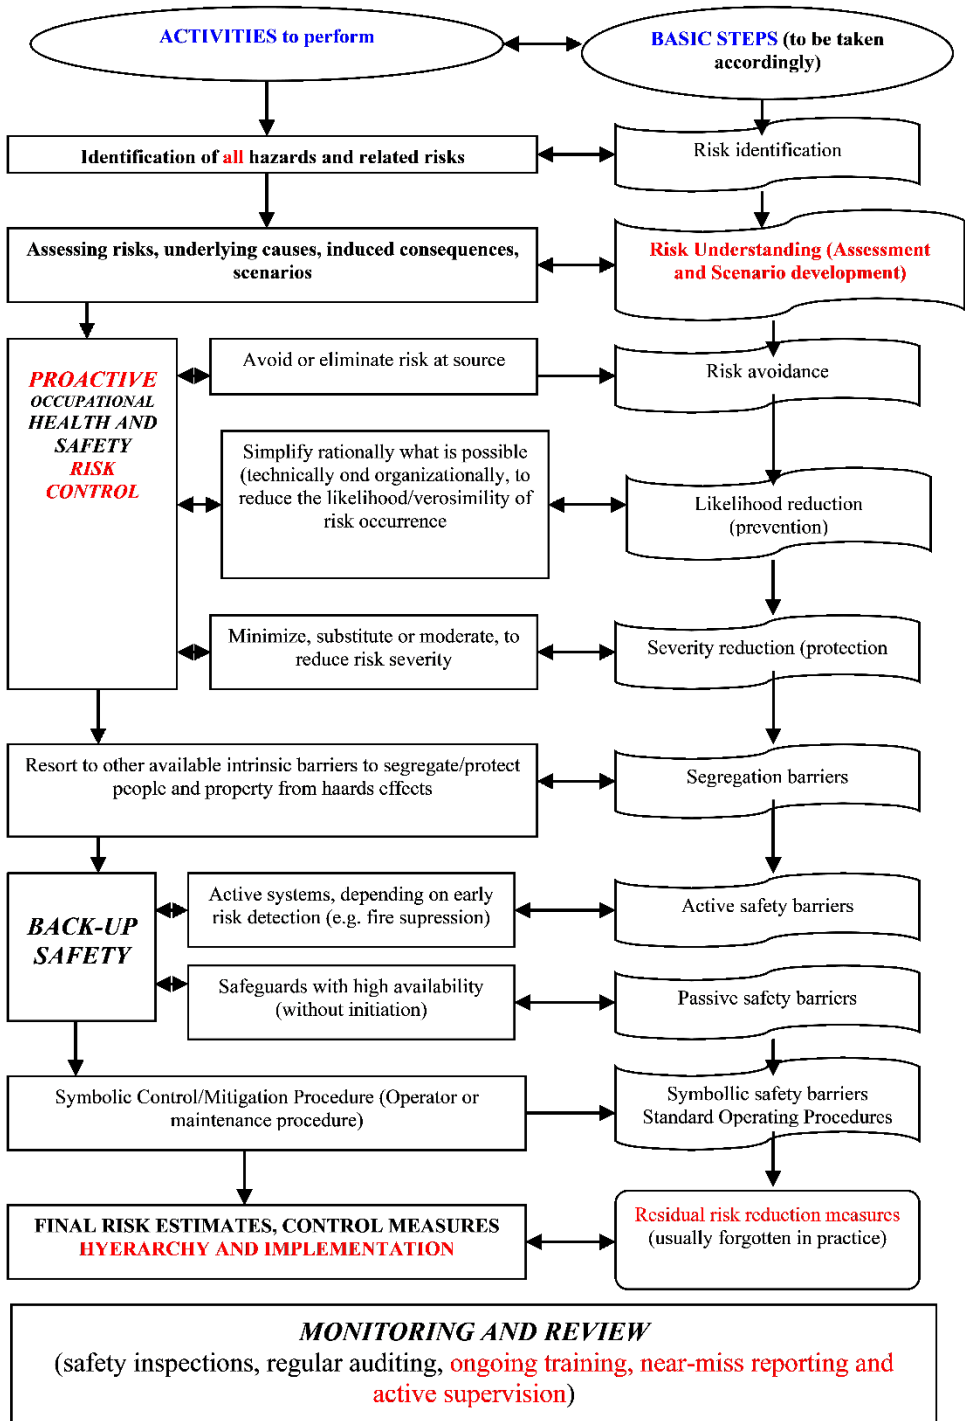 ACTIVITIES to perform
BASIC STEPS (to be taken
accordingly)
Identification of all hazards and related risks
Risk identification
Assessing risks, underlying causes, induced consequences,
scenarios
Risk Understanding (Assessment
and Scenario development)
PROACTIVE
OCCUPATIONAL
HEALTH AND
SAFETY
RISK
CONTROL
Avoid or eliminate risk at source
Risk avoidance
Simplify rationally what is possible
(technically ond organizationally, to
reduce the likelihood/verosimility of
risk occurrence
Likelihood reduction
(prevention)
Minimize, substitute or moderate, to
reduce risk severity
Severity reduction (protection
Resort to other available intrinsic barriers to segregate/protect
people and property from haards effects
Segregation barriers
BACK-UP
SAFETY
Active systems, depending on early
risk detection (e.g. fire supression)
Active safety barriers
Safeguards with high availability
(without initiation)
Passive safety barriers
Symbolic Control/Mitigation Procedure (Operator or
maintenance procedure)
Symbollic safety barriers
Standard Operating Procedures
FINAL RISK ESTIMATES, CONTROL MEASURES
HYERARCHY AND IMPLEMENTATION
Residual risk reduction measures
(usually forgotten in practice)
MONITORING AND REVIEW
(safety inspections, regular auditing, ongoing training, near-miss reporting and
active supervision)